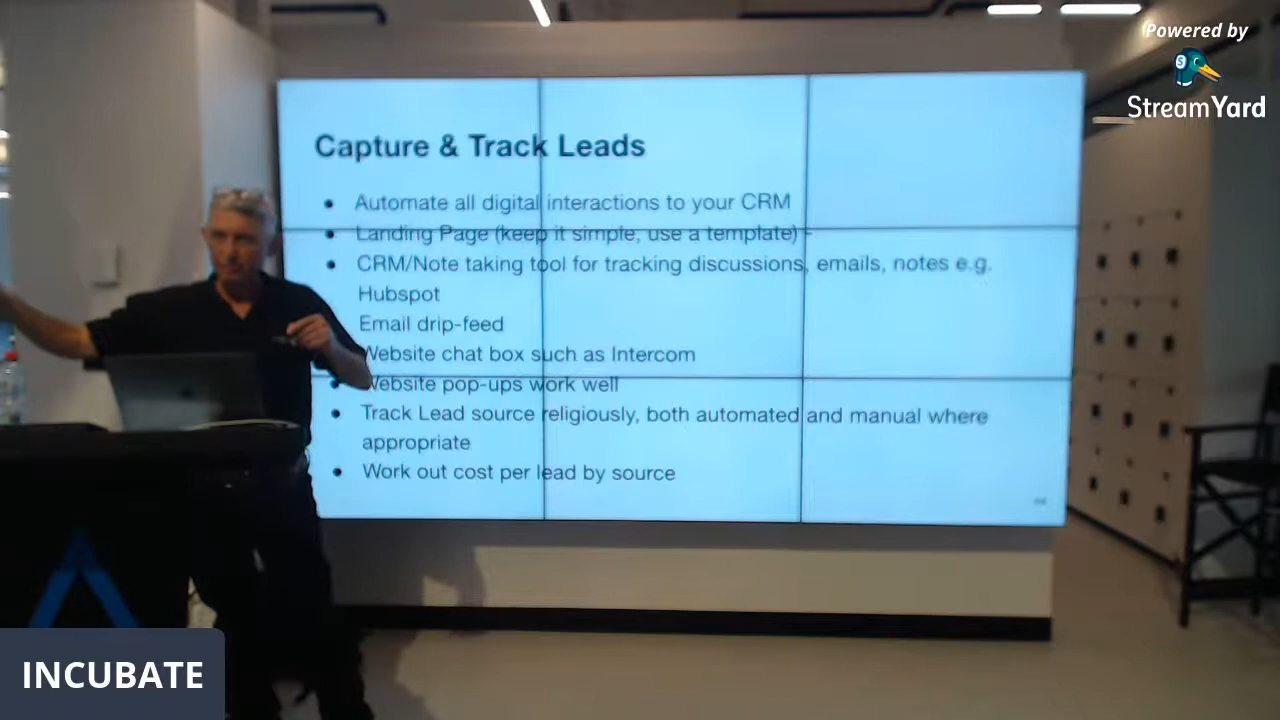 Powered by
StreamYard
Capture & Track Leads
Automate all digital interactions to your CRM
Landing Page (keep it simple, use a template) -
CRM/Note taking tool for tracking discussions, emails, notes e.g.
Hubspot
Email drip-feed
Website chat box such as Intercom
Website pop-ups work well
Track Lead source religiously, both automated and manual where
appropriate
Work out cost per lead by source
INCUBATE